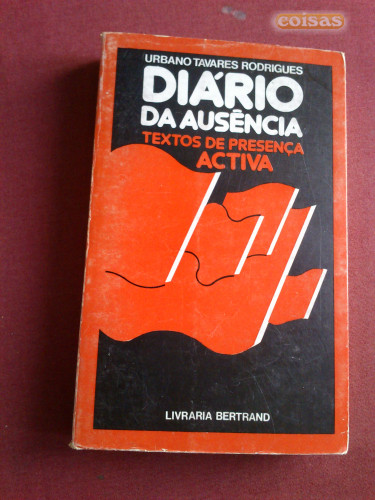 coisas
URBANO TAVARES RODRIGUES
DIÁRIO
DA AUSÊNCIA
TEXTOS DE PRESENÇA
ACTIVA
LIVRARIA BERTRAND